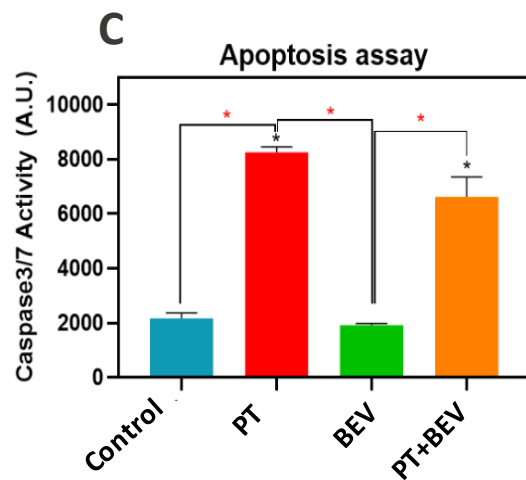 C
Apoptosis assay
Caspase3/7 Activity (A.U.)
10000
8000
6000
4000
2000
0
*
*
*
*
*
Control
PT
BEV
PT+BEV